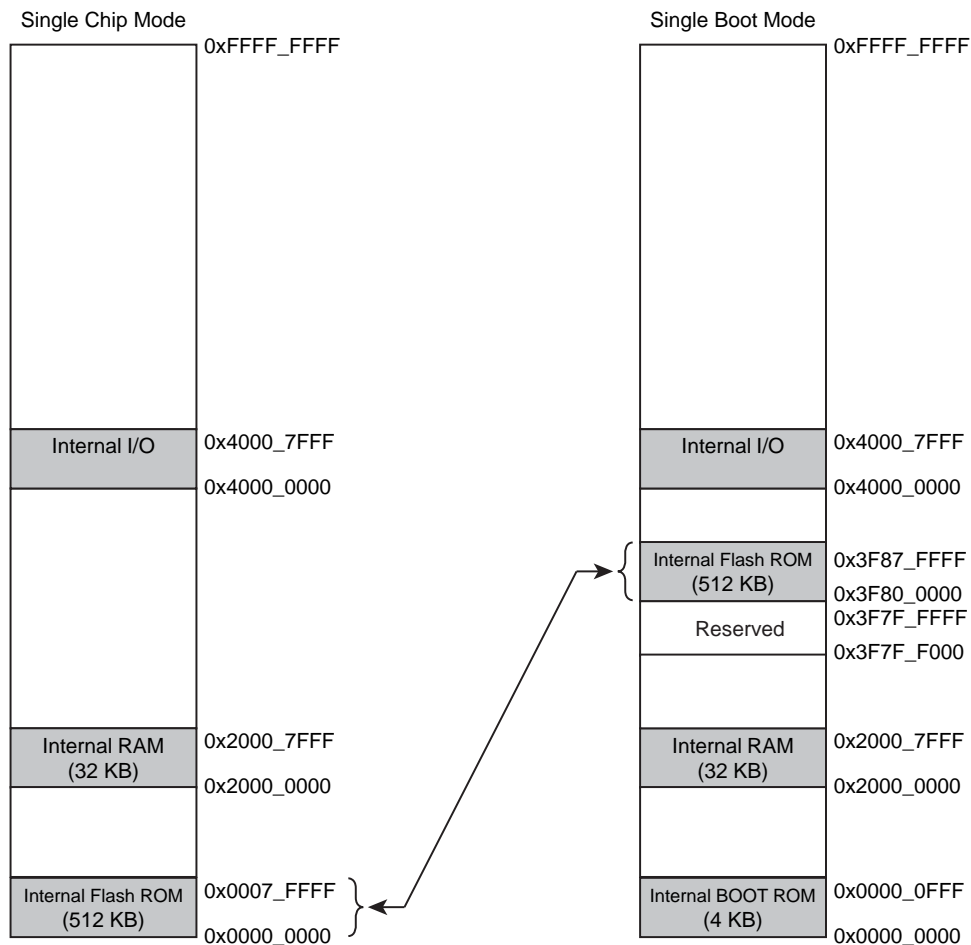 Single Chip Mode
0xFFFF_FFFF
Internal I/O
0x4000_7FFF
0x4000_0000
Internal RAM
(32 KB)
0x2000_7FFF
0x2000_0000
Internal Flash ROM
(512 KB)
0x0007_FFFF
0x0000_0000
Single Boot Mode
0xFFFF_FFFF
Internal I/O
0x4000_7FFF
0x4000_0000
Internal Flash ROM
(512 KB)
0x3F87_FFFF
0x3F80_0000
Reserved
0x3F7F_FFFF
0x3F7F_F000
Internal RAM
(32 KB)
0x2000_7FFF
0x2000_0000
Internal BOOT ROM
(4 KB)
0x0000_0FFF
0x0000_0000